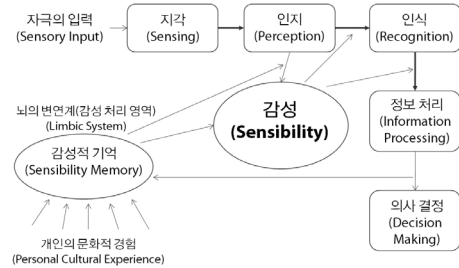 자극의 입력
(Sensory Input)
지각
(Sensing)
인지
(Perception)
인식
(Recognition)
뇌의 변연계(감성 처리 영역)
(Limbic System)
감성
(Sensibility)
정보 처리
(Information
Processing)
감성적 기억
(Sensibility Memory)
의사 결정
(Decision
Making)
개인의 문화적 경험
(Personal Cultural Experience)